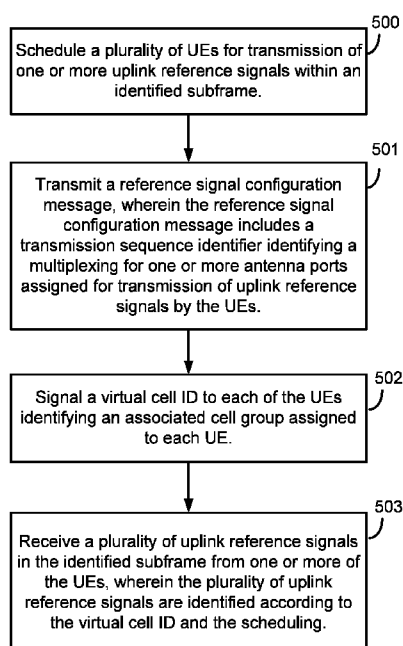 500
Schedule a plurality of UEs for transmission of
one or more uplink reference signals within an
identified subframe.
501
Transmit a reference signal configuration
message, wherein the reference signal
configuration message includes a
transmission sequence identifier identifying a
multiplexing for one or more antenna ports
assigned for transmission of uplink reference
signals by the UEs.
502
Signal a virtual cell ID to each of the UEs
identifying an associated cell group assigned
to each UE.
503
Receive a plurality of uplink reference signals
in the identified subframe from one or more of
the UEs, wherein the plurality of uplink
reference signals are identified according to
the virtual cell ID and the scheduling.